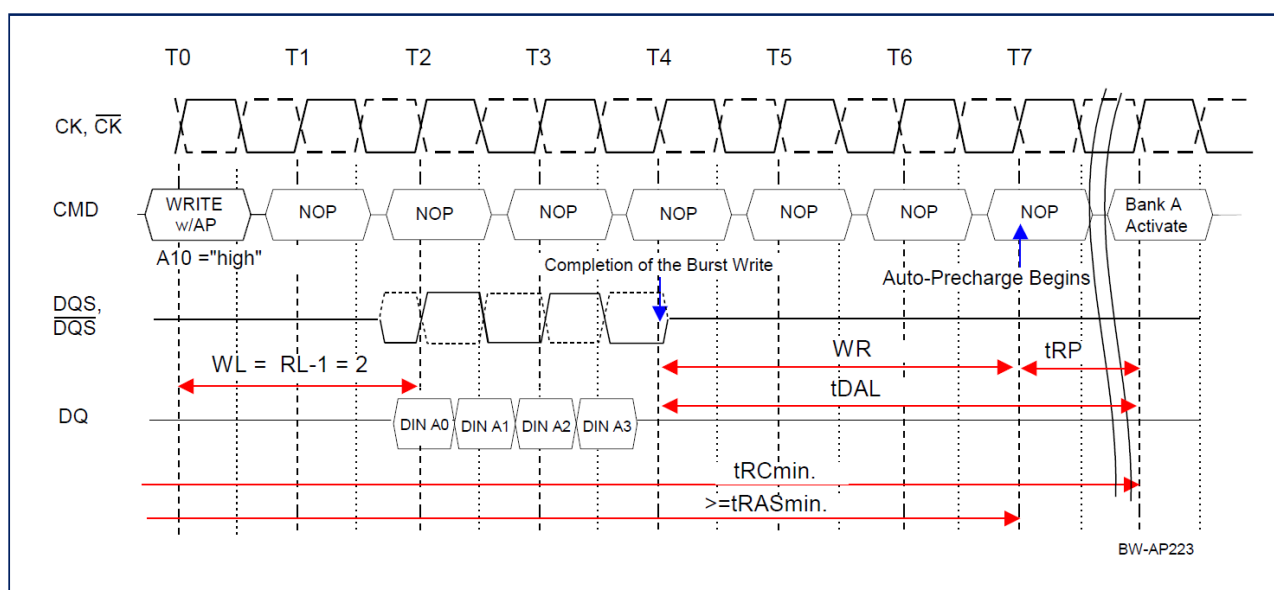 T0 T1 T2 T3 T4 T5 T6 T7
CK, CK
CMD
WRITE
w/AP
NOP NOP NOP NOP NOP NOP NOP
Bank A
Activate
A10 ="high"
Completion of the Burst Write
Auto-Precharge Begins
DQS,
DQS
WL = RL-1 = 2
WR
tRP
tDAL
DQ
DIN A0 DIN A1 DIN A2 DIN A3
tRCmin.
>=tRASmin.
BW-AP223